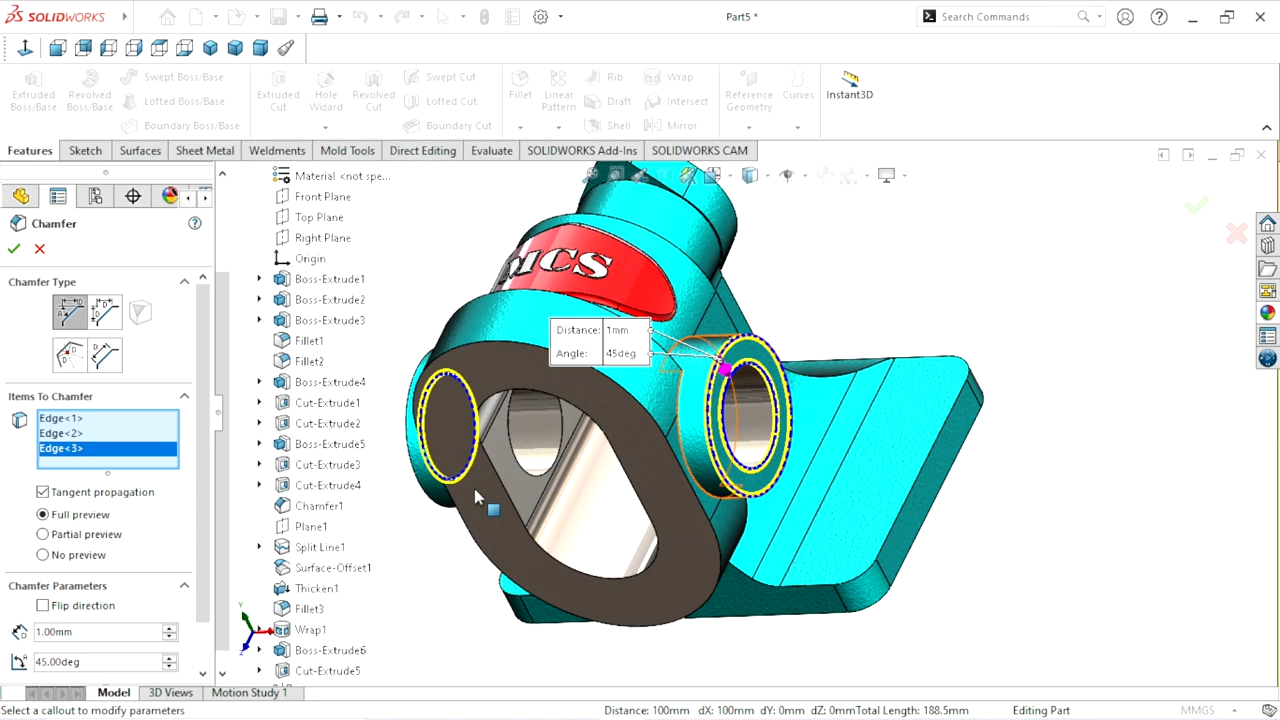 SOLIDWORKS
Part5 *
Search Commands
Extruded Boss/Base
Revolved Boss/Base
Swept Boss/Base
Lofted Boss/Base
Boundary Boss/Base
Extruded Cut
Hole Wizard
Revolved Cut
Swept Cut
Lofted Cut
Boundary Cut
Fillet
Linear Pattern
Rib
Draft
Shell
Wrap
Intersect
Mirror
Reference Geometry
Curves
Instant3D
Features
Sketch
Surfaces
Sheet Metal
Weldments
Mold Tools
Direct Editing
Evaluate
SOLIDWORKS Add-Ins
SOLIDWORKS CAM
Chamfer
Chamfer Type
Items To Chamfer
Edge<1>
Edge<2>
Edge<3>
Tangent propagation
Full preview
Partial preview
No preview
Chamfer Parameters
Flip direction
1.00mm
45.00deg
Material <not spe...
Front Plane
Top Plane
Right Plane
Origin
Boss-Extrude1
Boss-Extrude2
Boss-Extrude3
Fillet1
Fillet2
Boss-Extrude4
Cut-Extrude1
Cut-Extrude2
Boss-Extrude5
Cut-Extrude3
Cut-Extrude4
Chamfer1
Plane1
Split Line1
Surface-Offset1
Thicken1
Fillet3
Wrap1
Boss-Extrude6
Cut-Extrude5
MCS
Distance: 1mm
Angle: 45deg
Y
Z
Model
3D Views
Motion Study 1
Select a callout to modify parameters
Distance: 100mm dX: 100mm dY: 0mm dZ: 0mmTotal Length: 188.5mm
Editing Part
MMGS